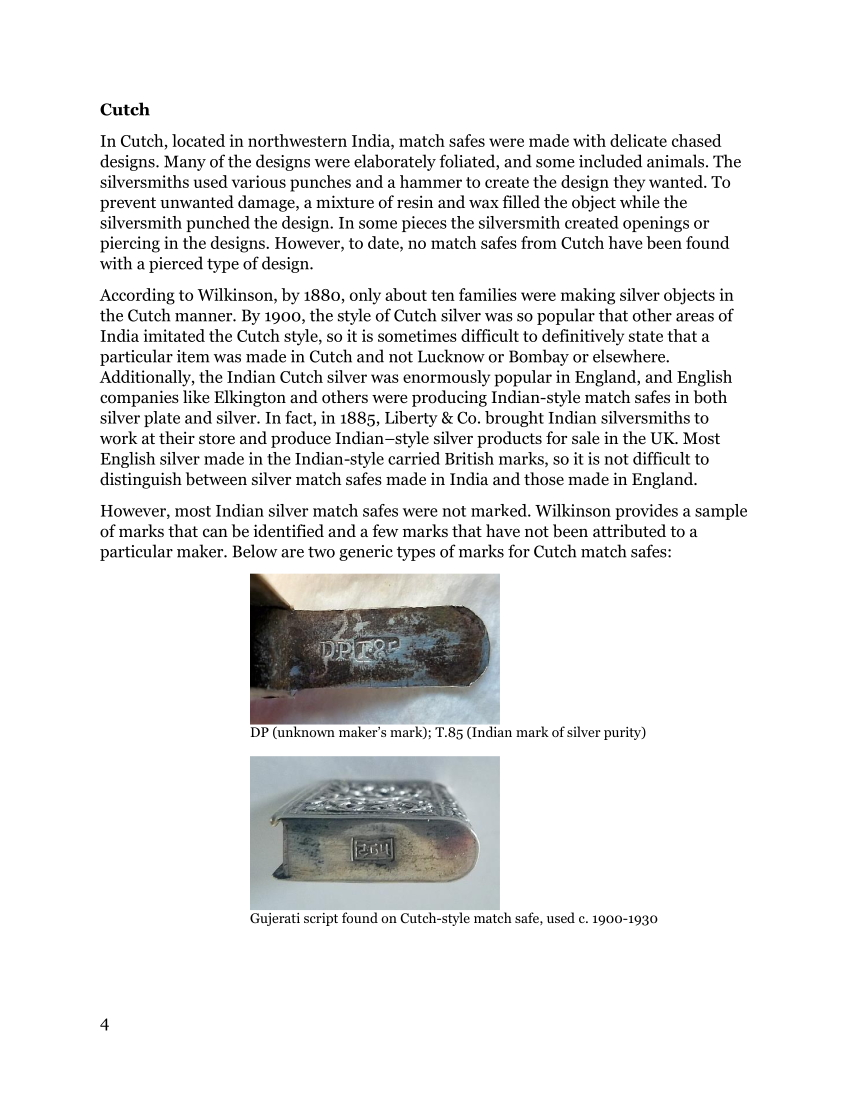 Cutch
In Cutch, located in northwestern India, match safes were made with delicate chased
designs. Many of the designs were elaborately foliated, and some included animals. The
silversmiths used various punches and a hammer to create the design they wanted. To
prevent unwanted damage, a mixture of resin and wax filled the object while the
silversmith punched the design. In some pieces the silversmith created openings or
piercing in the designs. However, to date, no match safes from Cutch have been found
with a pierced type of design.
According to Wilkinson, by 1880, only about ten families were making silver objects in
the Cutch manner. By 1900, the style of Cutch silver was so popular that other areas of
India imitated the Cutch style, so it is sometimes difficult to definitively state that a
particular item was made in Cutch and not Lucknow or Bombay or elsewhere.
Additionally, the Indian Cutch silver was enormously popular in England, and English
companies like Elkington and others were producing Indian-style match safes in both
silver plate and silver. In fact, in 1885, Liberty & Co. brought Indian silversmiths to
work at their store and produce Indian–style silver products for sale in the UK. Most
English silver made in the Indian-style carried British marks, so it is not difficult to
distinguish between silver match safes made in India and those made in England.
However, most Indian silver match safes were not marked. Wilkinson provides a sample
of marks that can be identified and a few marks that have not been attributed to a
particular maker. Below are two generic types of marks for Cutch match safes:
DP T.85
DP (unknown maker's mark); T.85 (Indian mark of silver purity)
Gujerati script found on Cutch-style match safe, used c. 1900-1930
4